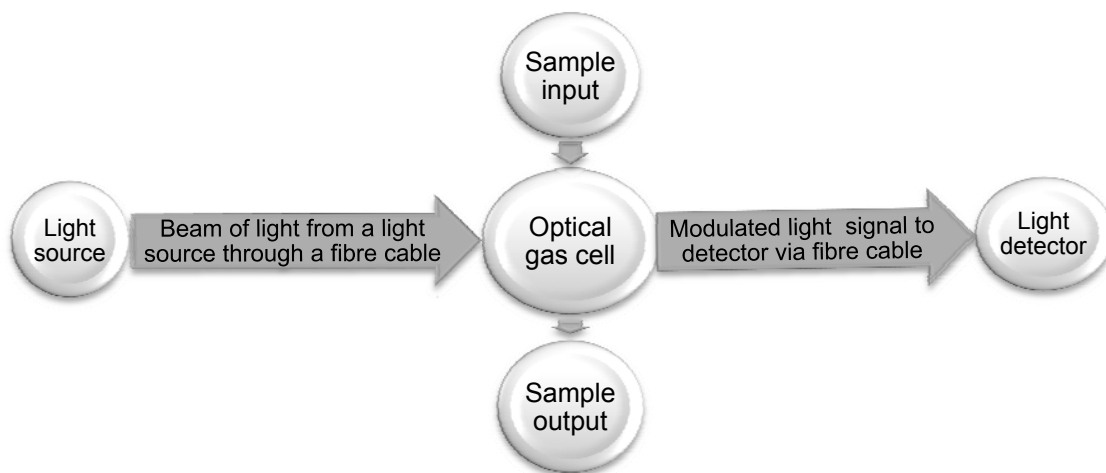 Sample
input
Light
source
Beam of light from a light
source through a fibre cable
Optical
gas cell
Modulated light signal to
detector via fibre cable
Light
detector
Sample
output